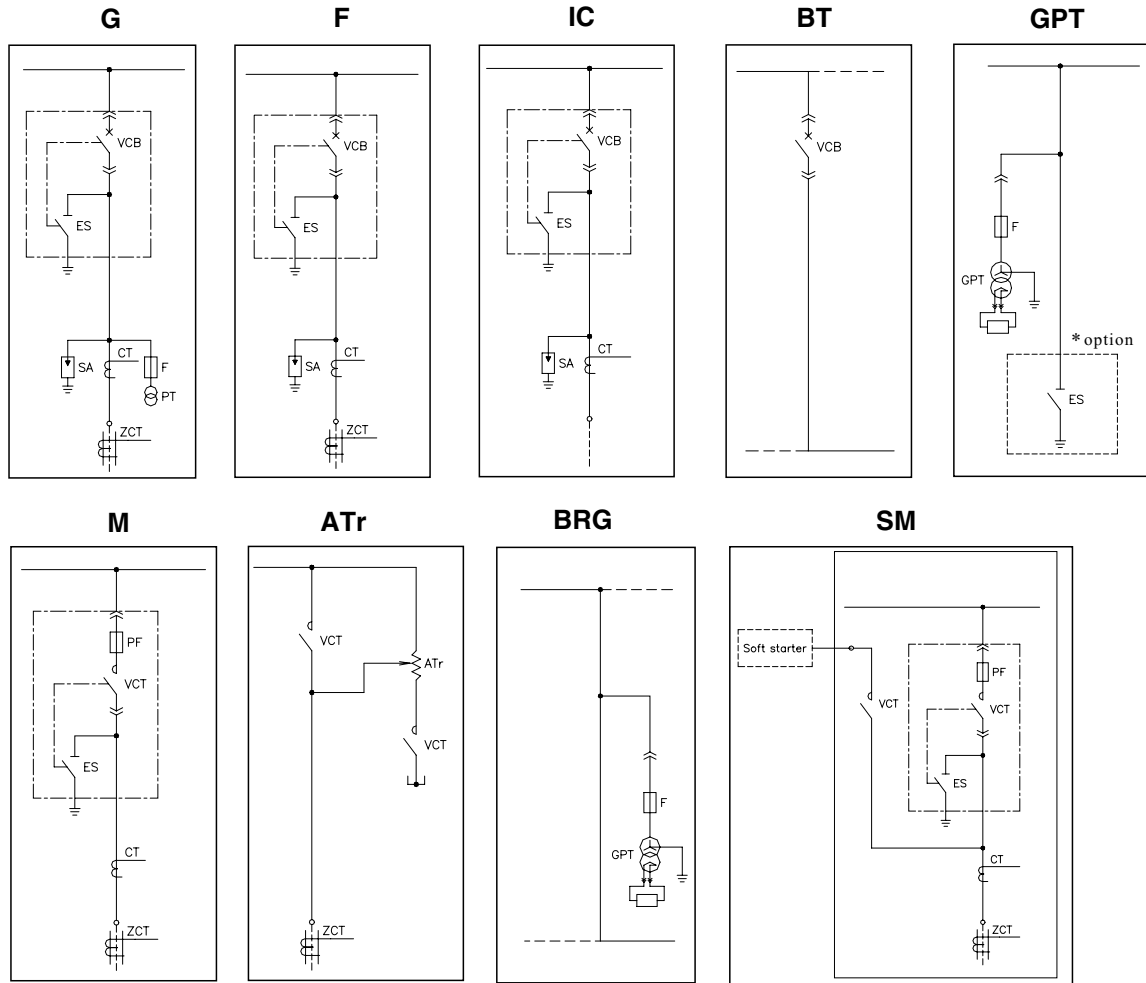 G
F
IC
BT
GPT
VCB
ES
SA
CT
F
PT
ZCT
VCB
ES
SA
CT
ZCT
VCB
ES
SA
CT
VCB
F
GPT
* option
ES
M
ATr
BRG
SM
PF
VCT
ES
CT
ZCT
VCT
ATr
VCT
ZCT
F
GPT
Soft starter
VCT
PF
VCT
ES
CT
ZCT